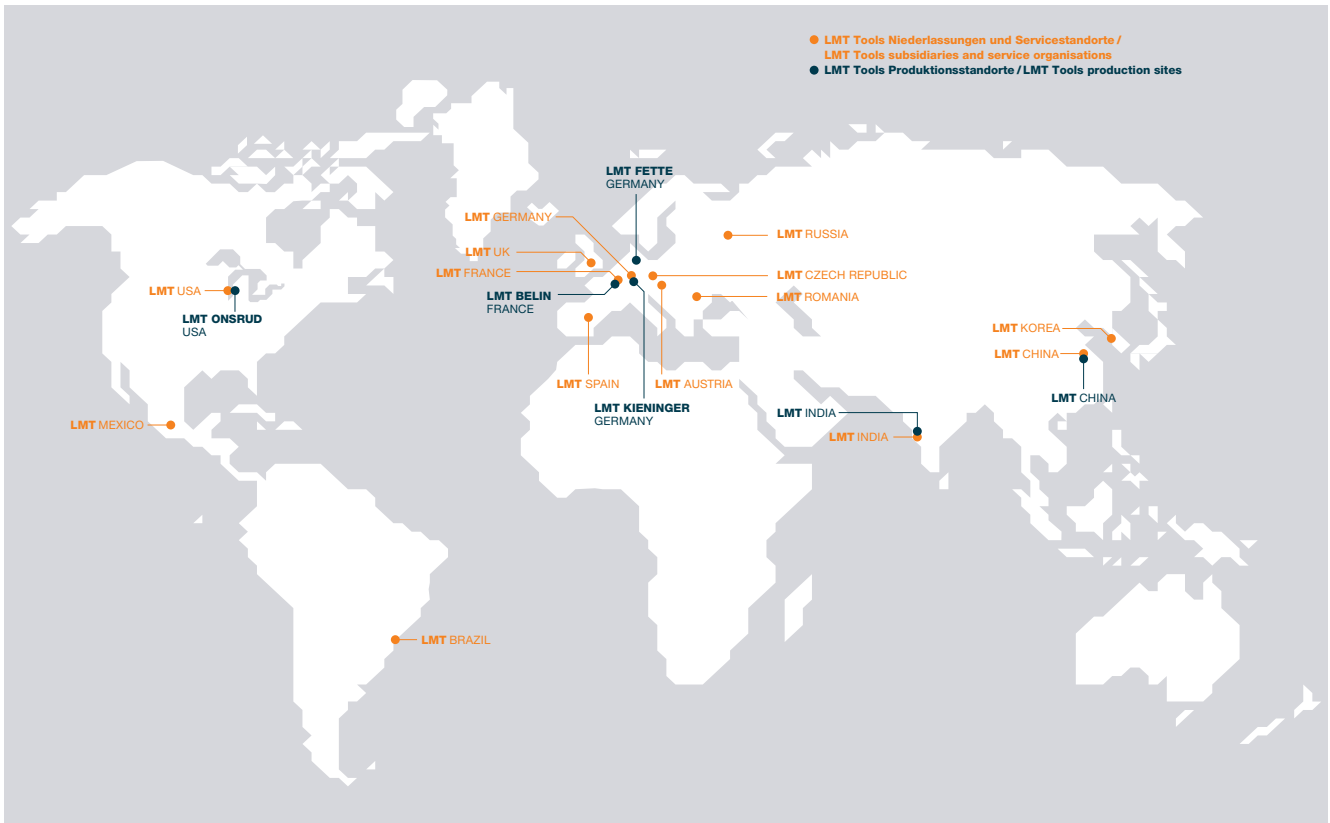 LMT Tools Niederlassungen und Servicestandorte /
LMT Tools subsidiaries and service organisations
LMT Tools Produktionsstandorte / LMT Tools production sites
LMT FETTE
GERMANY
LMT GERMANY
LMT RUSSIA
LMT UK
LMT FRANCE
LMT CZECH REPUBLIC
LMT USA
LMT BELIN
FRANCE
LMT ROMANIA
LMT ONSRUD
USA
LMT KOREA
LMT CHINA
LMT SPAIN
LMT AUSTRIA
LMT CHINA
LMT KIENINGER
GERMANY
LMT INDIA
LMT MEXICO
LMT INDIA
LMT BRAZIL